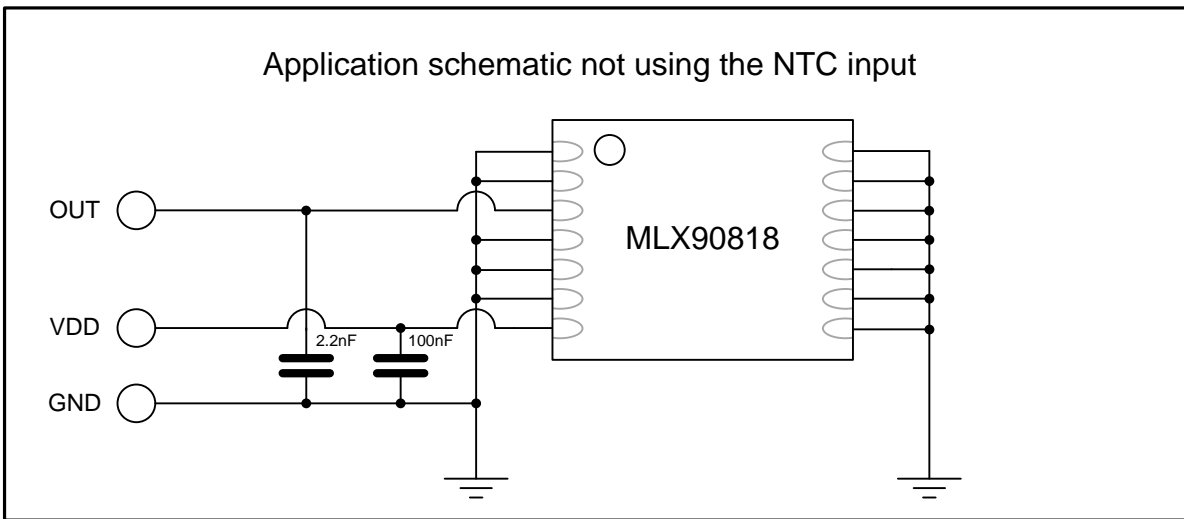 Application schematic not using the NTC input
MLX90818
OUT
VDD
2.2nF
100nF
GND